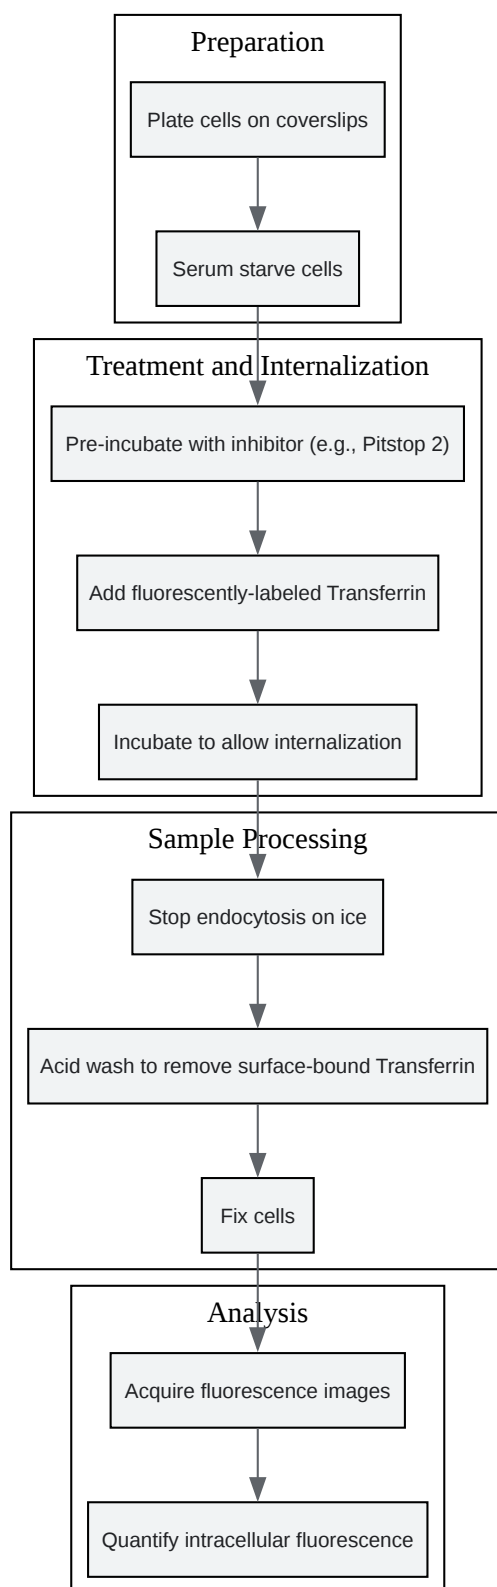 Preparation
Plate cells on coverslips
Serum starve cells
Treatment and Internalization
Pre-incubate with inhibitor (e.g., Pitstop 2)
Add fluorescently-labeled Transferrin
Incubate to allow internalization
Sample Processing
Stop endocytosis on ice
Acid wash to remove surface-bound Transferrin
Fix cells
Analysis
Acquire fluorescence images
Quantify intracellular fluorescence